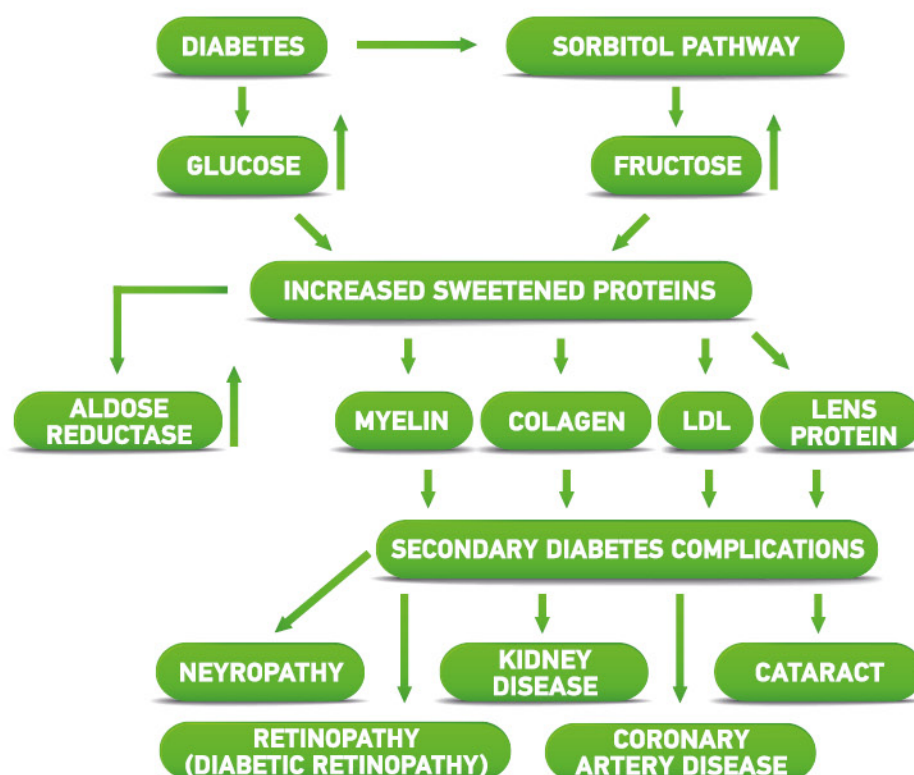 DIABETES
SORBITOL PATHWAY
GLUCOSE
FRUCTOSE
INCREASED SWEETENED PROTEINS
ALDOSE
REDUCTASE
MYELIN
COLAGEN
LDL
LENS
PROTEIN
SECONDARY DIABETES COMPLICATIONS
NEYROPATHY
KIDNEY
DISEASE
CATARACT
RETINOPATHY
(DIABETIC RETINOPATHY)
CORONARY
ARTERY DISEASE